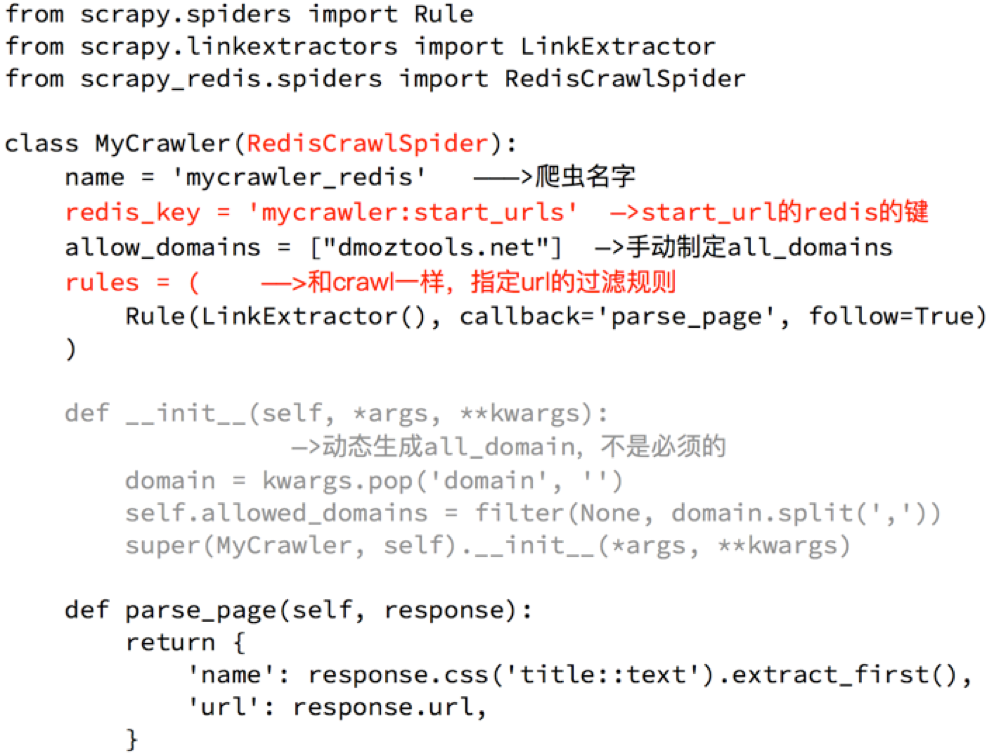 from scrapy.spiders import Rule
from scrapy.linkextractors import LinkExtractor
from scrapy_redis.spiders import RedisCrawlSpider

class MyCrawler(RedisCrawlSpider):
    name = 'mycrawler_redis'   ———>爬虫名字
    redis_key = 'mycrawler:start_urls'  —>start_url的redis的键
    allow_domains = ["dmoztools.net"]  —>手动制定all_domains
    rules = (    ——>和crawl一样，指定url的过滤规则
        Rule(LinkExtractor(), callback='parse_page', follow=True)
    )

    def __init__(self, *args, **kwargs):
                   —>动态生成all_domain，不是必须的
        domain = kwargs.pop('domain', '')
        self.allowed_domains = filter(None, domain.split(','))
        super(MyCrawler, self).__init__(*args, **kwargs)

    def parse_page(self, response):
        return {
            'name': response.css('title::text').extract_first(),
            'url': response.url,
        }